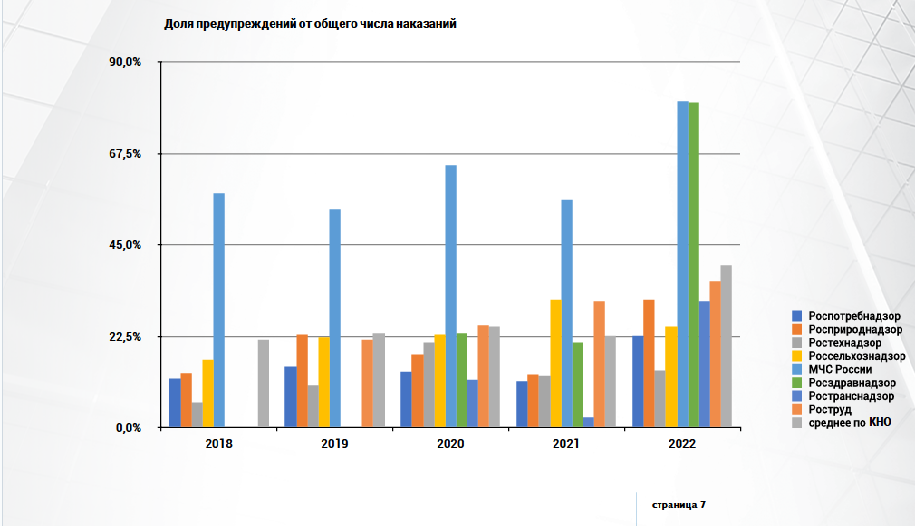 Доля предупреждений от общего числа наказаний
90,0%
67,5%
45,0%
22,5%
0,0%
2018 2019 2020 2021 2022
Роспотребнадзор
Росприроднадзор
Ростехнадзор
Россельхознадзор
МЧС России
Росздравнадзор
Ространснадзор
Роструд
среднее по КНО
страница 7